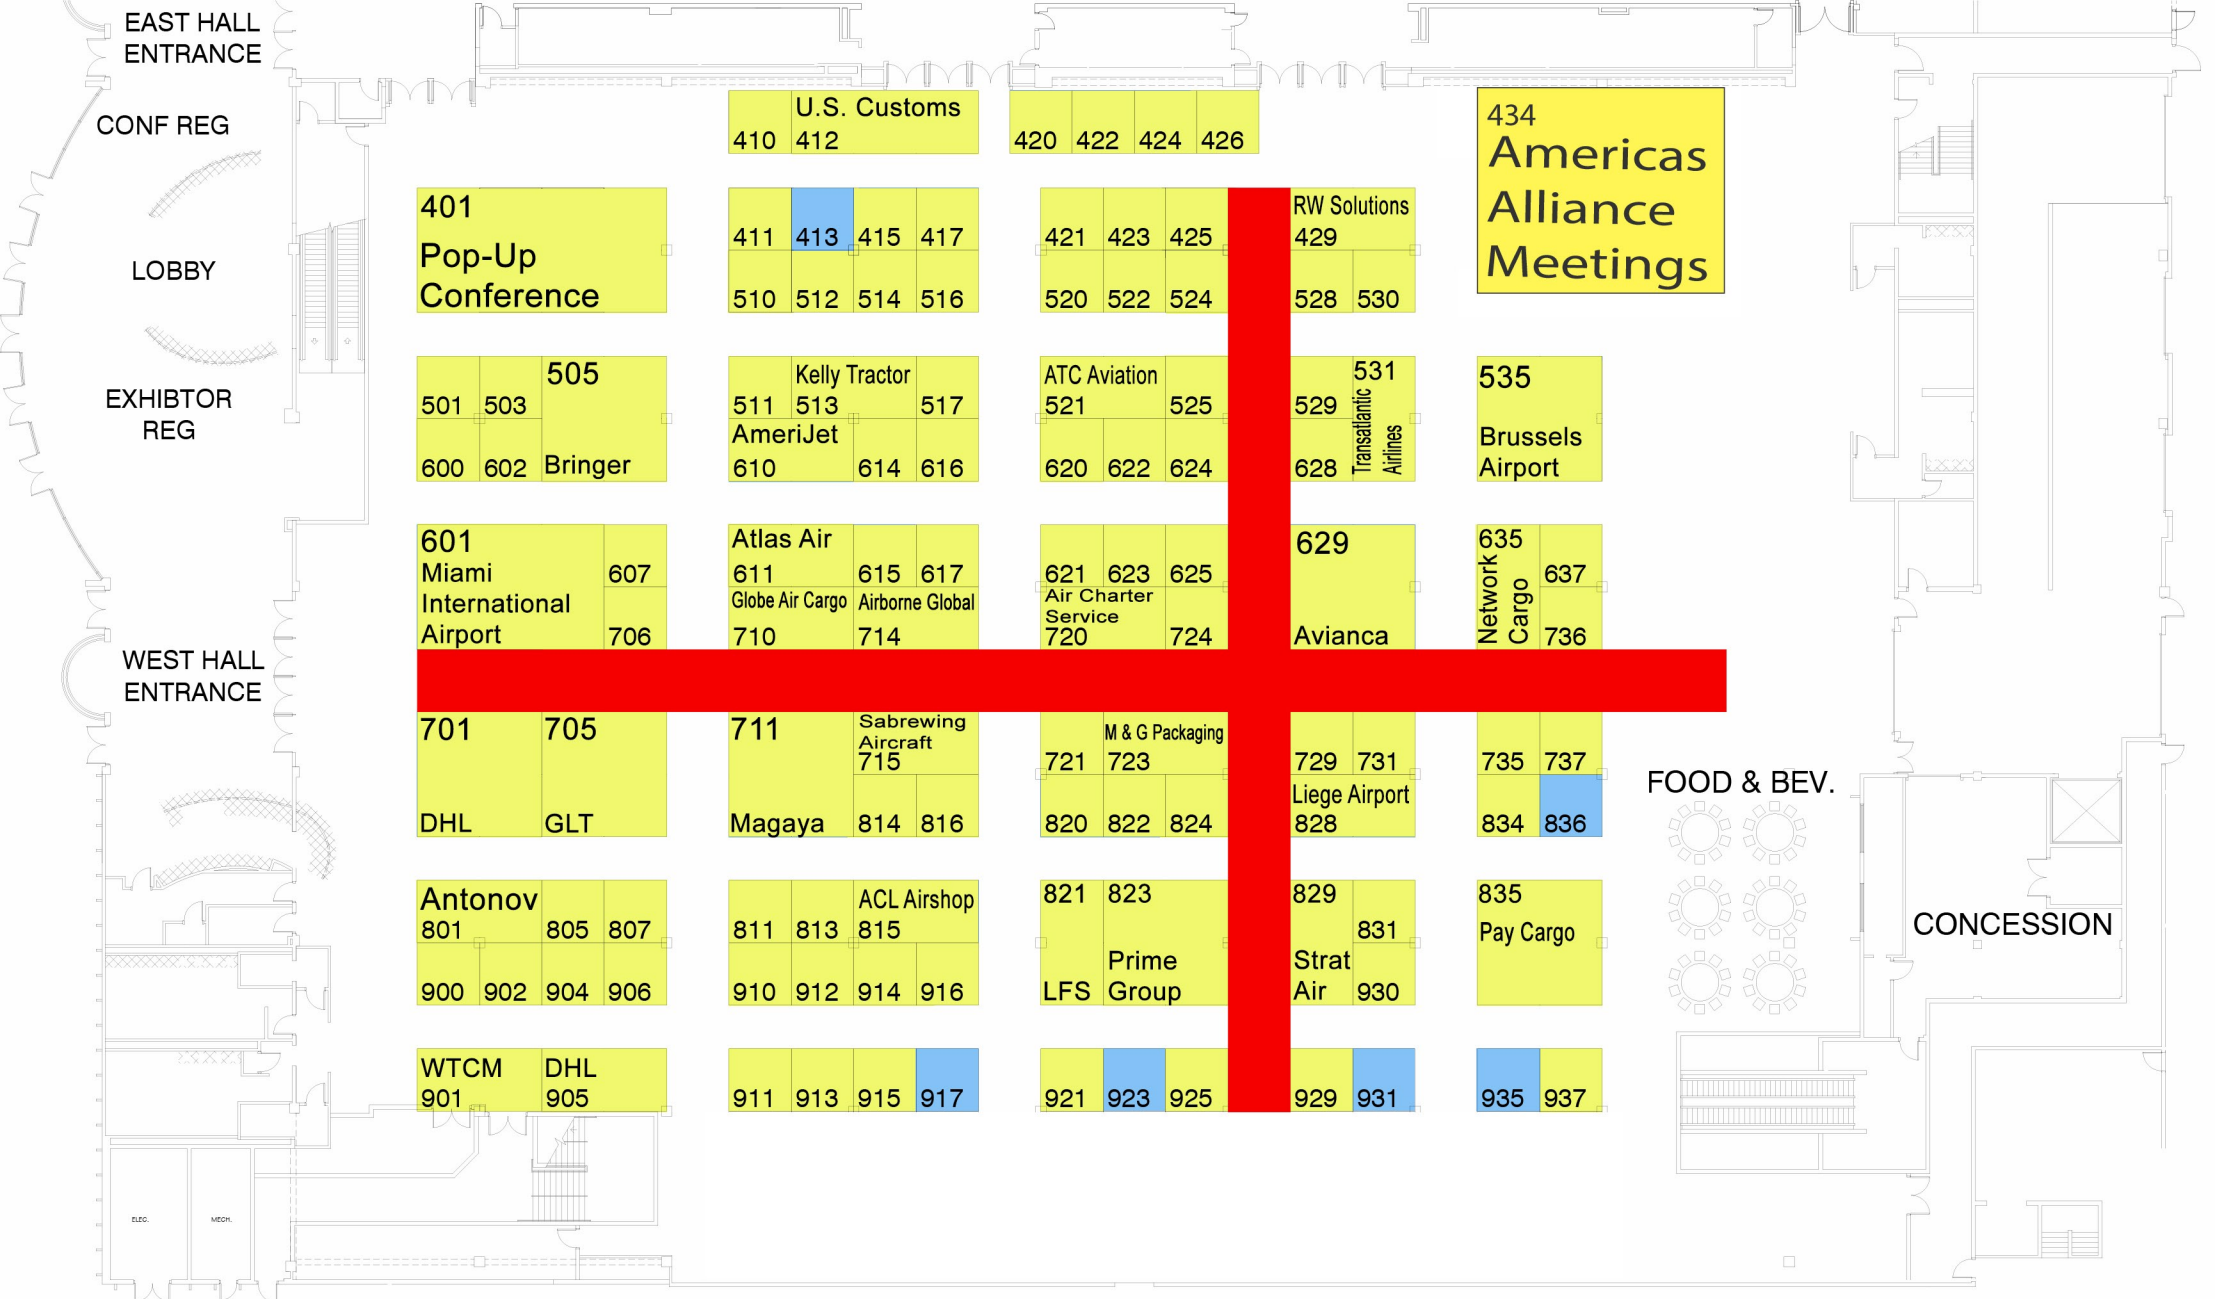 EAST HALL
ENTRANCE
CONF REG
LOBBY
EXHIBTOR
REG
WEST HALL
ENTRANCE
U.S. Customs
410 412
420 422 424 426
434
Americas
Alliance
Meetings
401
Pop-Up
Conference
411 413 415 417
510 512 514 516
421 423 425
520 522 524
RW Solutions
429
528 530
501 503
600 602
505
Bringer
Kelly Tractor
511 513 517
AmeriJet
610 614 616
ATC Aviation
521 525
620 622 624
529
628
531
Transatlantic
Airlines
535
Brussels
Airport
601
Miami
International
Airport
607
706
Atlas Air
611 615 617
Globe Air Cargo Airborne Global
710 714
621 623 625
Air Charter
Service
720 724
629
Avianca
635
Network
Cargo
637
736
701
DHL
705
GLT
711
Magaya
Sabrewing
Aircraft
715
814 816
M & G Packaging
721 723
820 822 824
729 731
Liege Airport
828
735 737
834 836
FOOD & BEV.
CONCESSION
Antonov
801 805 807
900 902 904 906
ACL Airshop
811 813 815
910 912 914 916
821
LFS
823
Prime
Group
829
Strat
Air
831
930
835
Pay Cargo
WTCM
901
DHL
905
911 913 915 917
921 923 925
929 931
935 937
ELEC.
MECH.